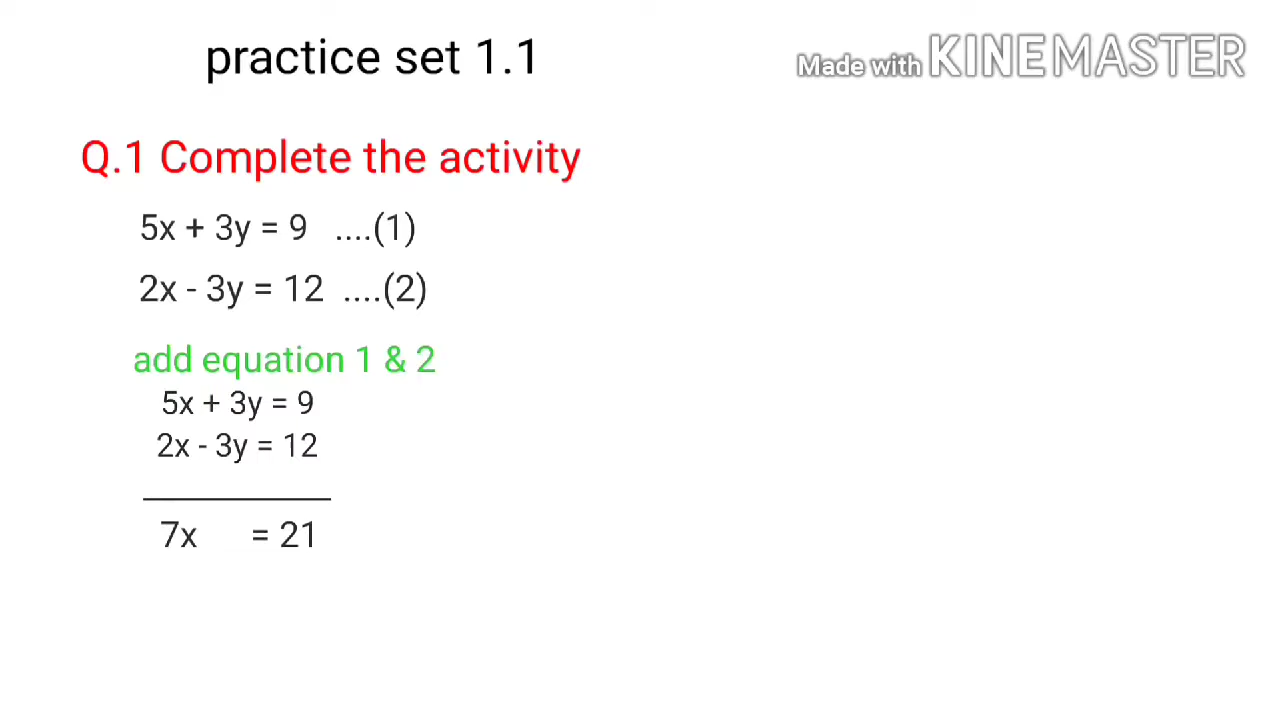 practice set 1.1
Made with KINEMASTER
Q.1 Complete the activity
5x + 3y = 9 ....(1)
2x - 3y = 12 ....(2)
add equation 1 & 2
5x + 3y = 9
2x - 3y = 12
7x = 21